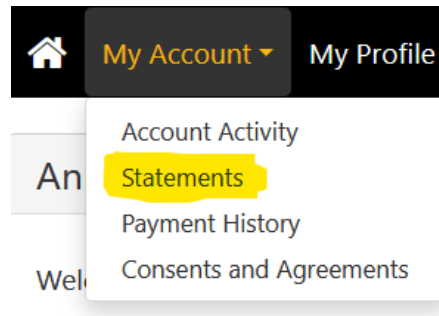 My Account My Profile
Account Activity
An
Statements
Payment History
Consents and Agreements
Wel